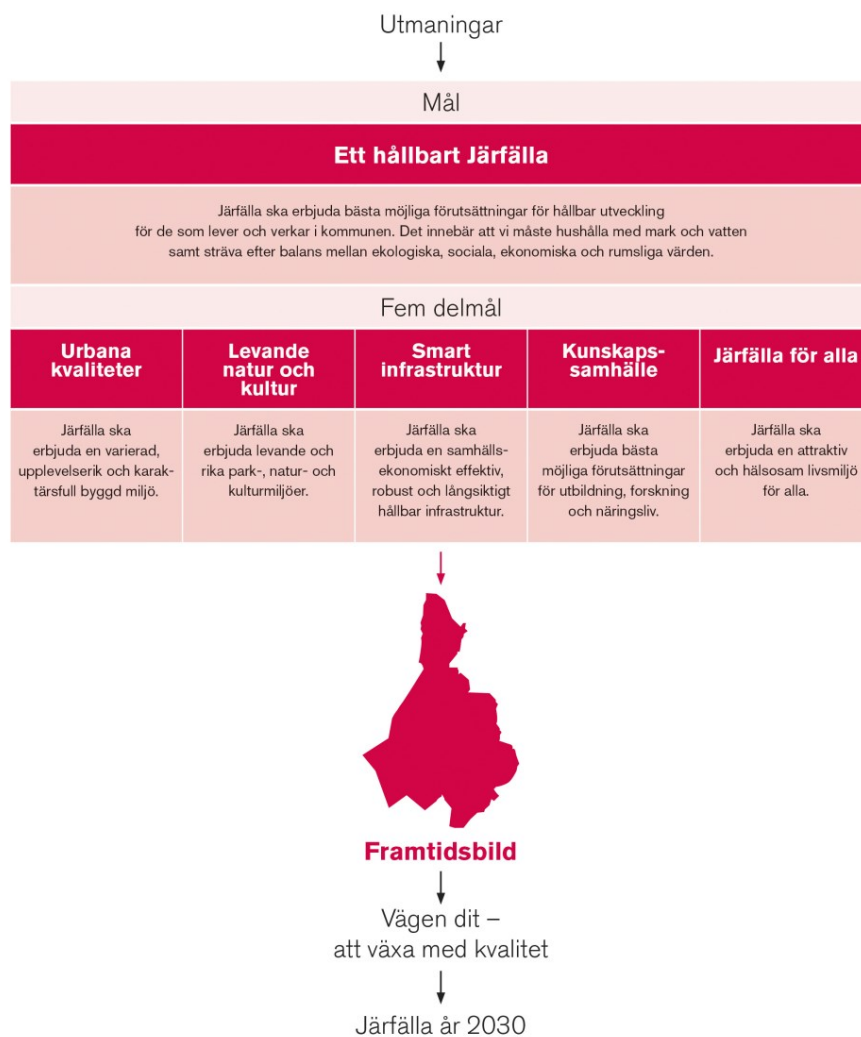 Utmaningar
Mål
Ett hållbart Järfälla
Järfälla ska erbjuda bästa möjliga förutsättningar för hållbar utveckling
för de som lever och verkar i kommunen. Det innebär att vi måste hushålla med mark och vatten
samt sträva efter balans mellan ekologiska, sociala, ekonomiska och rumsliga värden.
Fem delmål
Urbana
kvaliteter
Järfälla ska
erbjuda en varierad,
upplevelserik och karak-
tärsfull byggd miljö.
Levande
natur och
kultur
Järfälla ska
erbjuda levande och
rika park-, natur- och
kulturmiljöer.
Smart
infrastruktur
Järfälla ska
erbjuda en samhälls-
ekonomiskt effektiv,
robust och långsiktigt
hållbar infrastruktur.
Kunskaps-
samhälle
Järfälla ska
erbjuda bästa
möjliga förutsättningar
för utbildning, forskning
och näringsliv.
Järfälla för alla
Järfälla ska
erbjuda en attraktiv
och hälsosam livsmiljö
för alla.
Framtidsbild
Vägen dit –
att växa med kvalitet
Järfälla år 2030